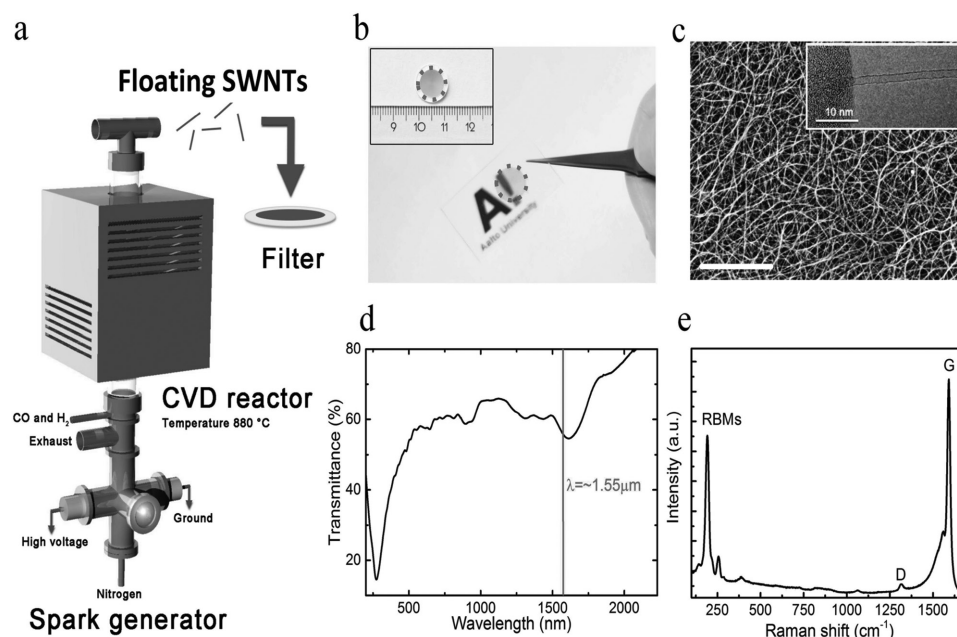 a
Floating SWNTs
Filter
CVD reactor
Temperature 880 °C
CO and H₂
Exhaust
High voltage
Ground
Nitrogen
Spark generator
b
9 10 11 12
A!
Aalto University
c
10 nm
d
80
60
40
20
Transmittance (%)
λ=~1.55μm
500 1000 1500 2000
Wavelength (nm)
e
G
RBMs
D
Intensity (a.u.)
250 500 750 1000 1250 1500
Raman shift (cm⁻¹)